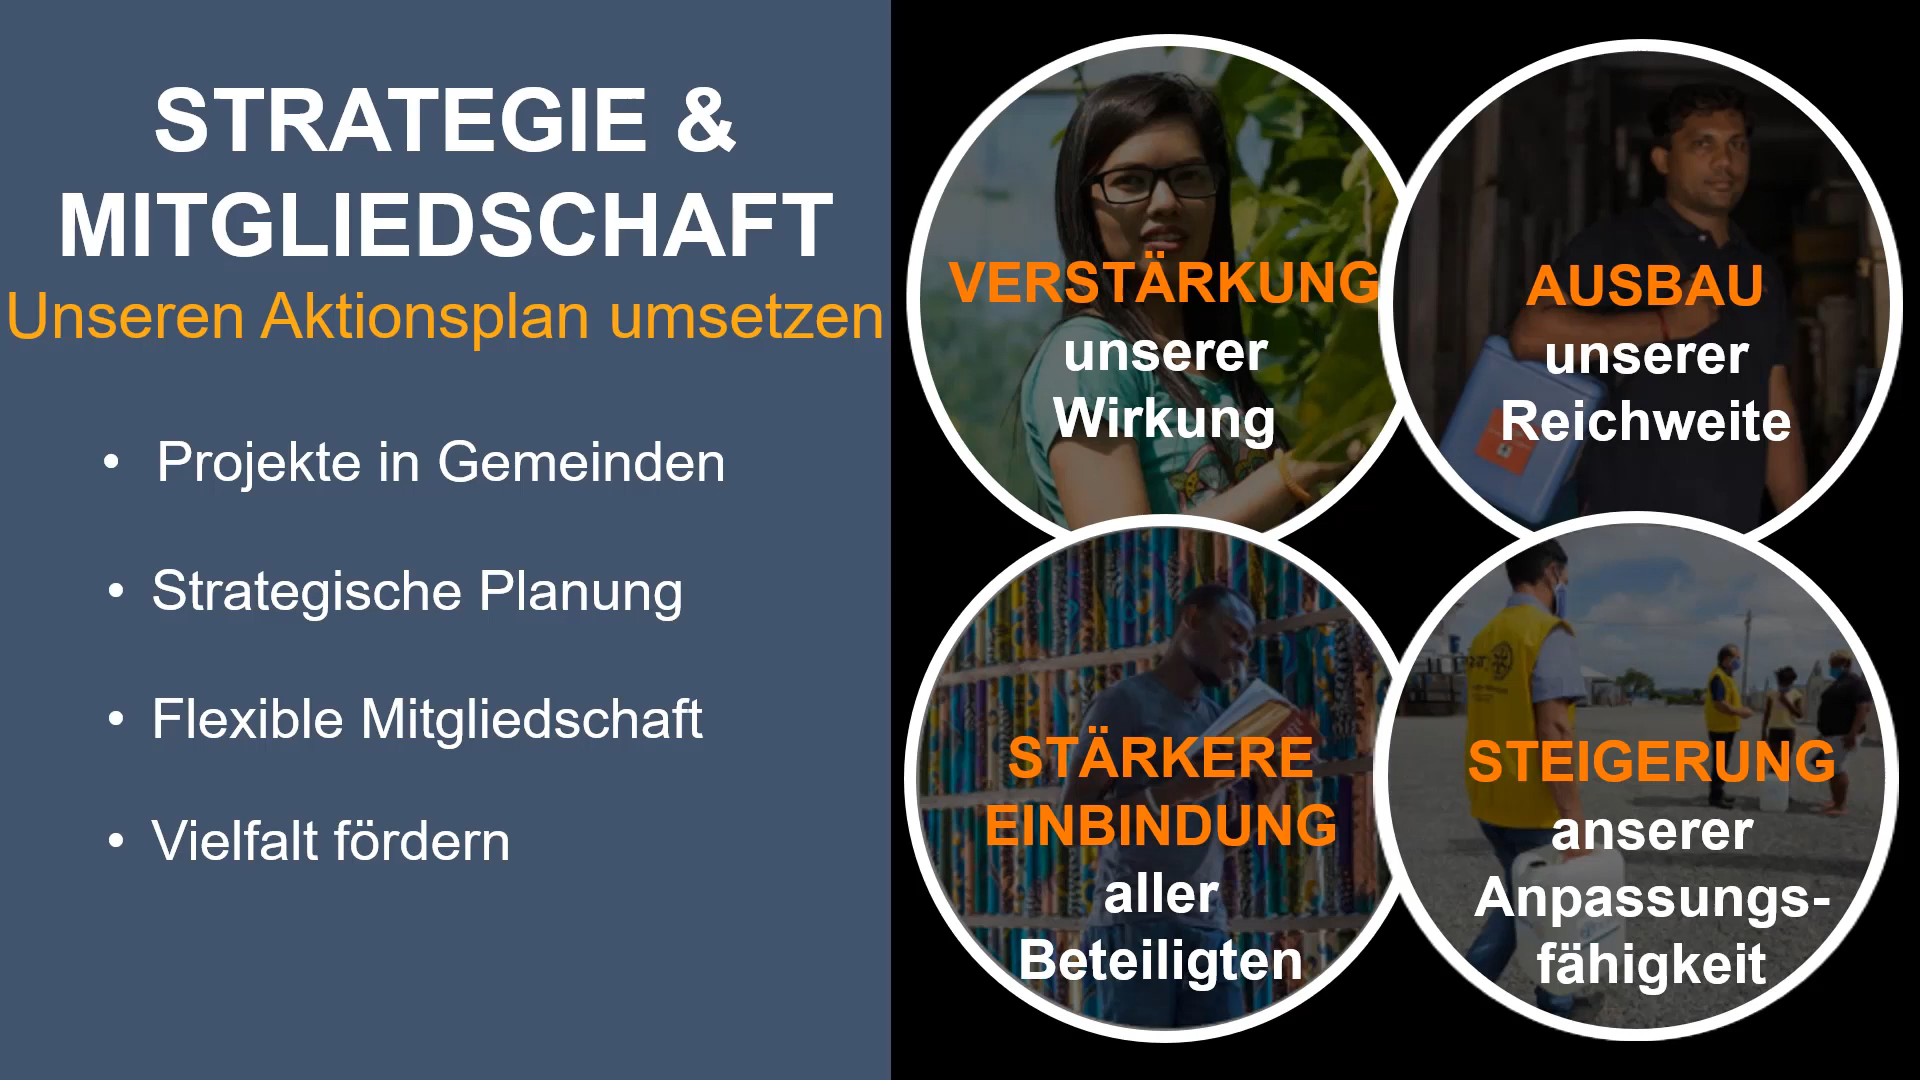 STRATEGIE &
MITGLIEDSCHAFT
Unseren Aktionsplan umsetzen
• Projekte in Gemeinden
• Strategische Planung
• Flexible Mitgliedschaft
• Vielfalt fördern
VERSTÄRKUNG
unserer
Wirkung
AUSBAU
unserer
Reichweite
STÄRKERE
EINBINDUNG
aller
Beteiligten
STEIGERUNG
anserer
Anpassungs-
fähigkeit